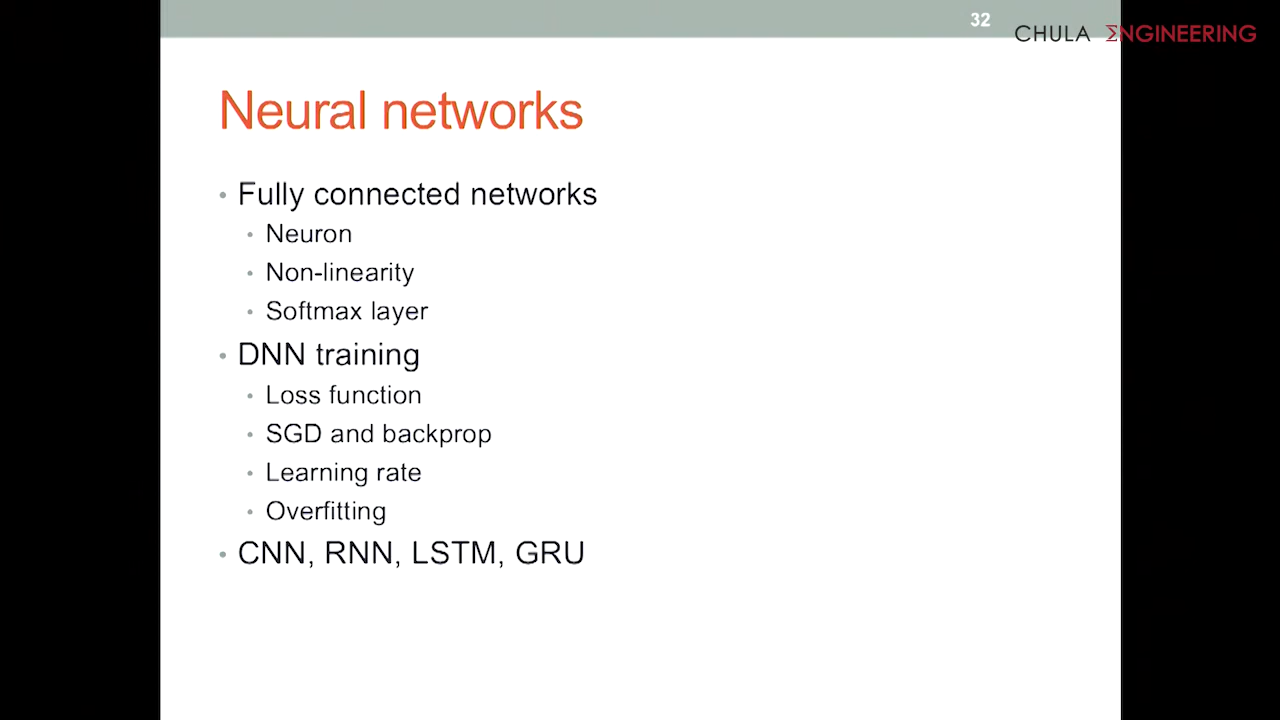 32
CHULA ΣNGINEERING
Neural networks
• Fully connected networks
• Neuron
• Non-linearity
• Softmax layer
• DNN training
• Loss function
• SGD and backprop
• Learning rate
• Overfitting
• CNN, RNN, LSTM, GRU